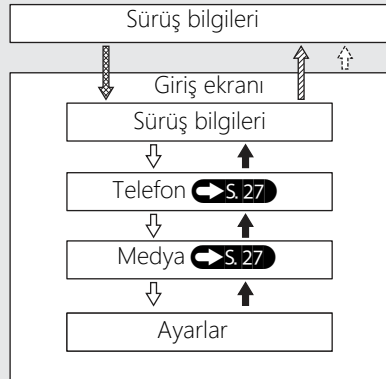 Sürüş bilgileri
Giriş ekranı
Sürüş bilgileri
Telefon S. 27
Medya S. 27
Ayarlar